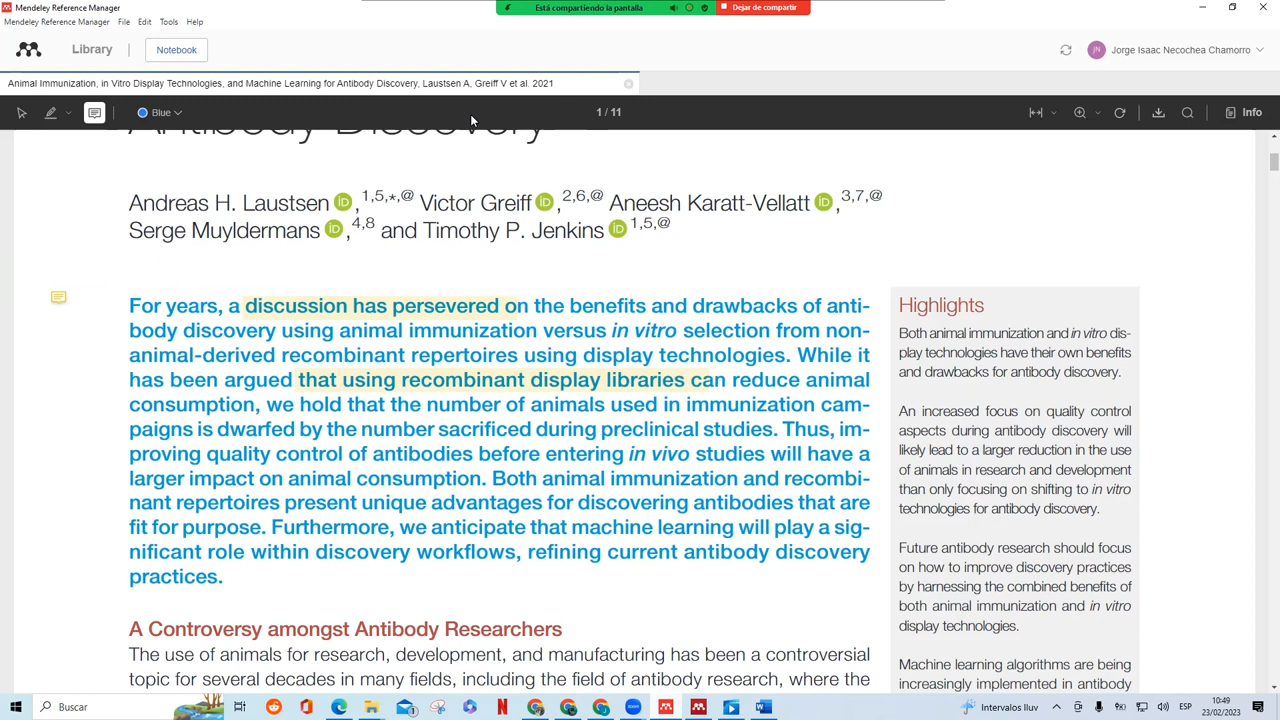 Mendeley Reference Manager
Está compartiendo la pantalla
Dejar de compartir
Mendeley Reference Manager File Edit Tools Help
Library
Notebook
Jorge Isaac Necochea Chamorro
Animal Immunization, in Vitro Display Technologies, and Machine Learning for Antibody Discovery, Laustsen A, Greiff V et al. 2021
Blue
1 / 11
Info
Antibody Discovery
Andreas H. Laustsen iD,1,5,*,@ Victor Greiff iD,2,6,@ Aneesh Karatt-Vellatt iD,3,7,@
Serge Muyldermans iD,4,8 and Timothy P. Jenkins iD 1,5,@
For years, a discussion has persevered on the benefits and drawbacks of anti-
body discovery using animal immunization versus in vitro selection from non-
animal-derived recombinant repertoires using display technologies. While it
has been argued that using recombinant display libraries can reduce animal
consumption, we hold that the number of animals used in immunization cam-
paigns is dwarfed by the number sacrificed during preclinical studies. Thus, im-
proving quality control of antibodies before entering in vivo studies will have a
larger impact on animal consumption. Both animal immunization and recombi-
nant repertoires present unique advantages for discovering antibodies that are
fit for purpose. Furthermore, we anticipate that machine learning will play a sig-
nificant role within discovery workflows, refining current antibody discovery
practices.
A Controversy amongst Antibody Researchers
The use of animals for research, development, and manufacturing has been a controversial
topic for several decades in many fields, including the field of antibody research, where the
Highlights
Both animal immunization and in vitro dis-
play technologies have their own benefits
and drawbacks for antibody discovery.
An increased focus on quality control
aspects during antibody discovery will
likely lead to a larger reduction in the use
of animals in research and development
than only focusing on shifting to in vitro
technologies for antibody discovery.
Future antibody research should focus
on how to improve discovery practices
by harnessing the combined benefits of
both animal immunization and in vitro
display technologies.
Machine learning algorithms are being
increasingly implemented in antibody
Buscar
Intervalos lluv
ESP
10:49
23/02/2023